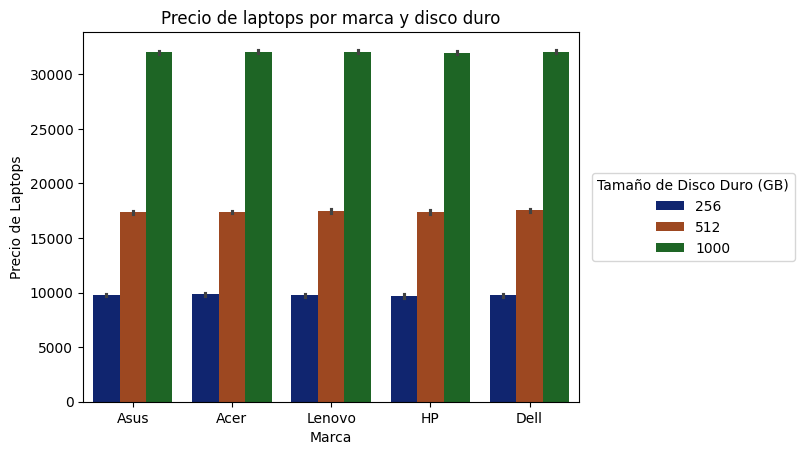 Precio de laptops por marca y disco duro
Precio de Laptops
30000
25000
20000
15000
10000
5000
0
Asus Acer Lenovo HP Dell
Marca
Tamaño de Disco Duro (GB)
256
512
1000